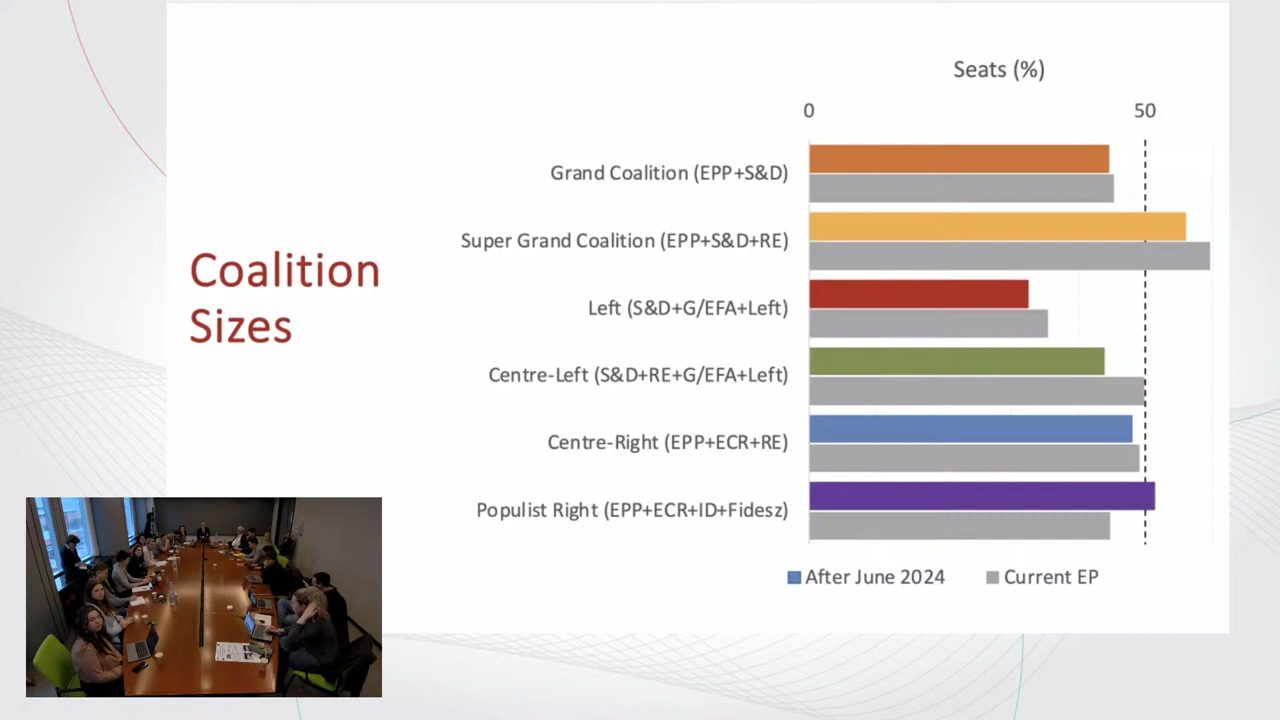 Seats (%)
0 50
Grand Coalition (EPP+S&D)
Super Grand Coalition (EPP+S&D+RE)
Coalition
Sizes
Left (S&D+G/EFA+Left)
Centre-Left (S&D+RE+G/EFA+Left)
Centre-Right (EPP+ECR+RE)
Populist Right (EPP+ECR+ID+Fidesz)
After June 2024 Current EP